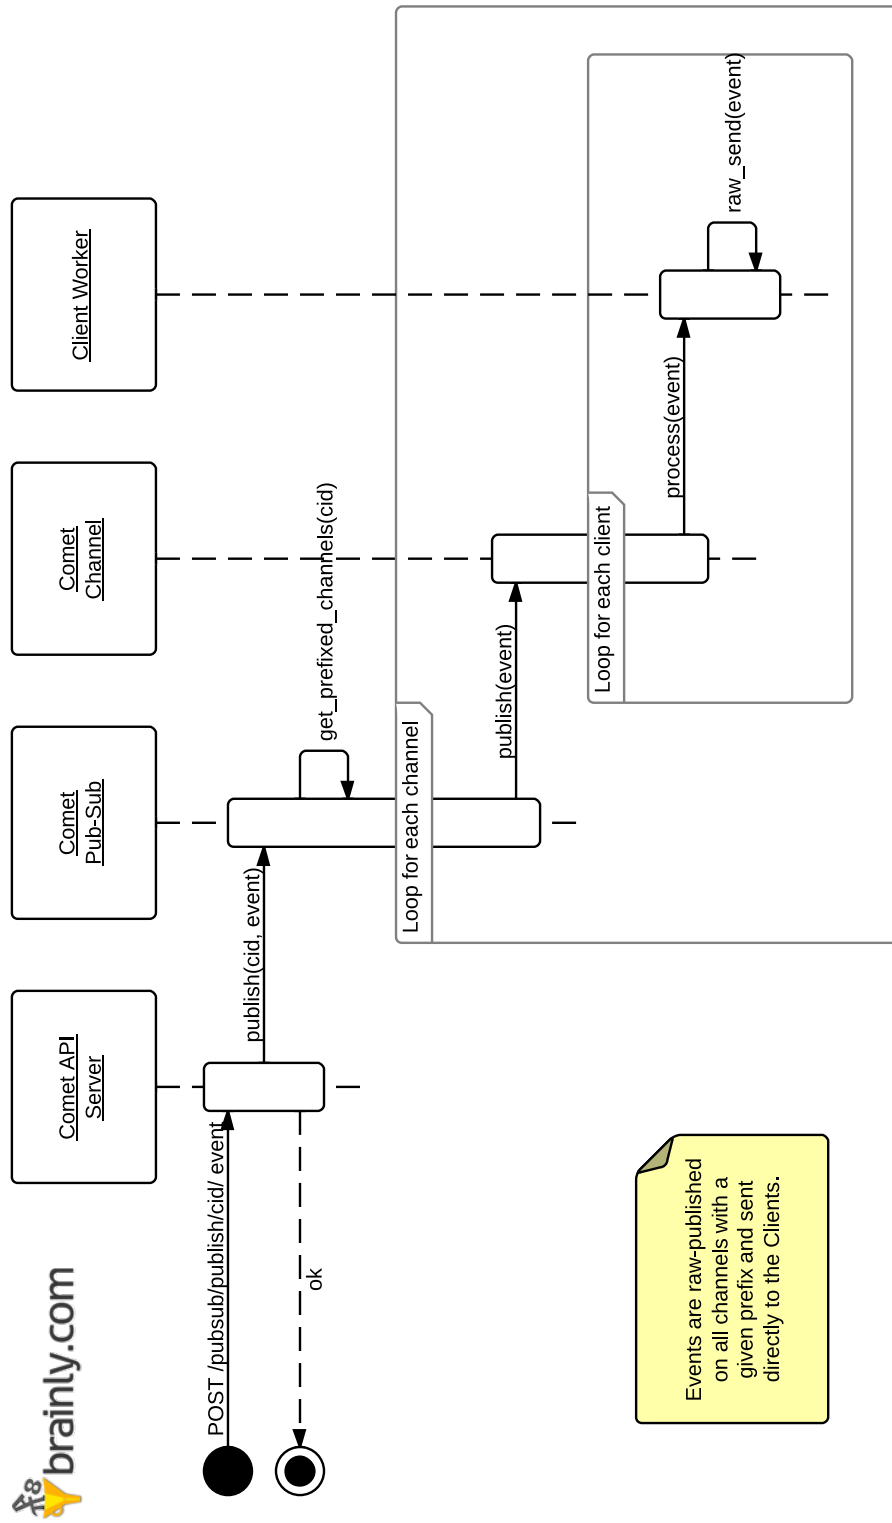 brainly.com
Comet API
Server
Comet
Pub-Sub
Comet
Channel
Client Worker
POST /pubsub/publish/cid/ event
publish(cid, event)
ok
get_prefixed_channels(cid)
Loop for each channel
publish(event)
Loop for each client
process(event)
raw_send(event)
Events are raw-published
on all channels with a
given prefix and sent
directly to the Clients.